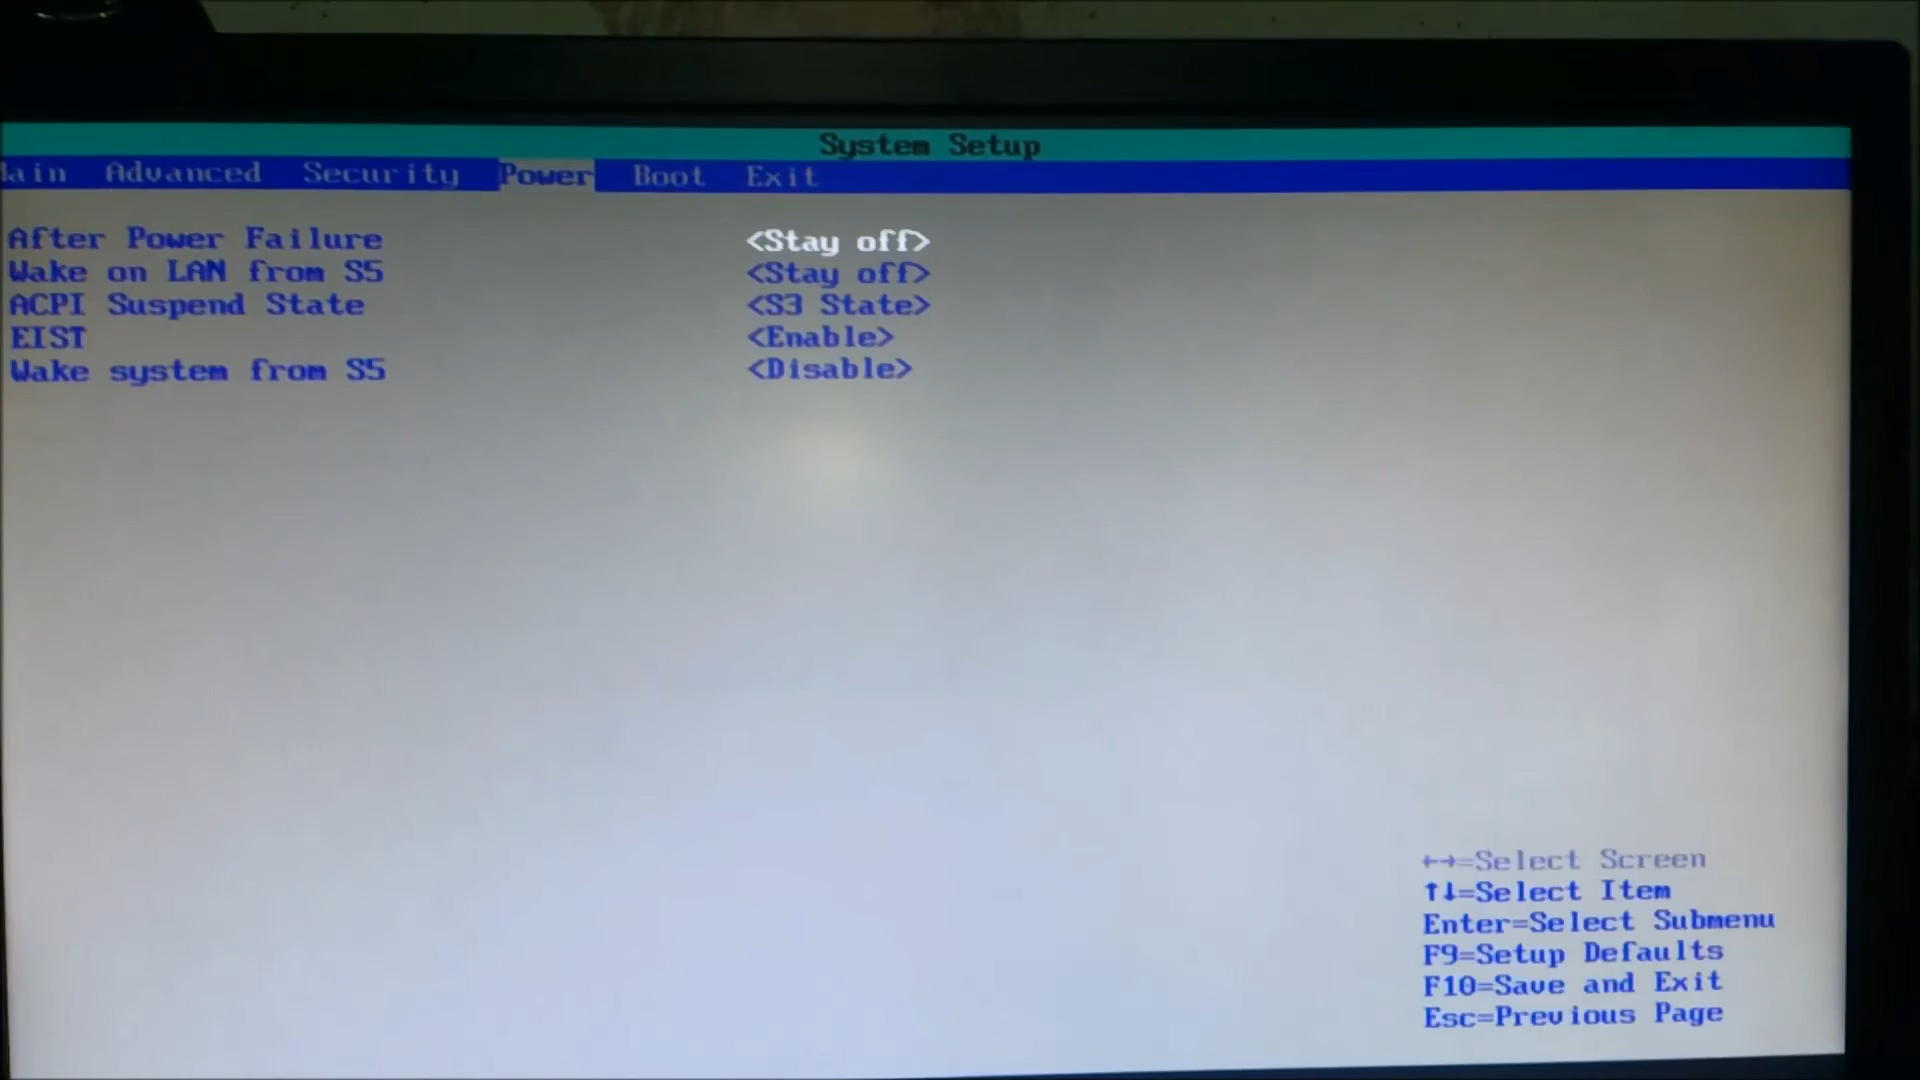 System Setup
Main Advanced Security Power Boot Exit
After Power Failure <Stay off>
Wake on LAN from S5 <Stay off>
ACPI Suspend State <S3 State>
EIST <Enable>
Wake system from S5 <Disable>
←→=Select Screen
↑↓=Select Item
Enter=Select Submenu
F9=Setup Defaults
F10=Save and Exit
Esc=Previous Page